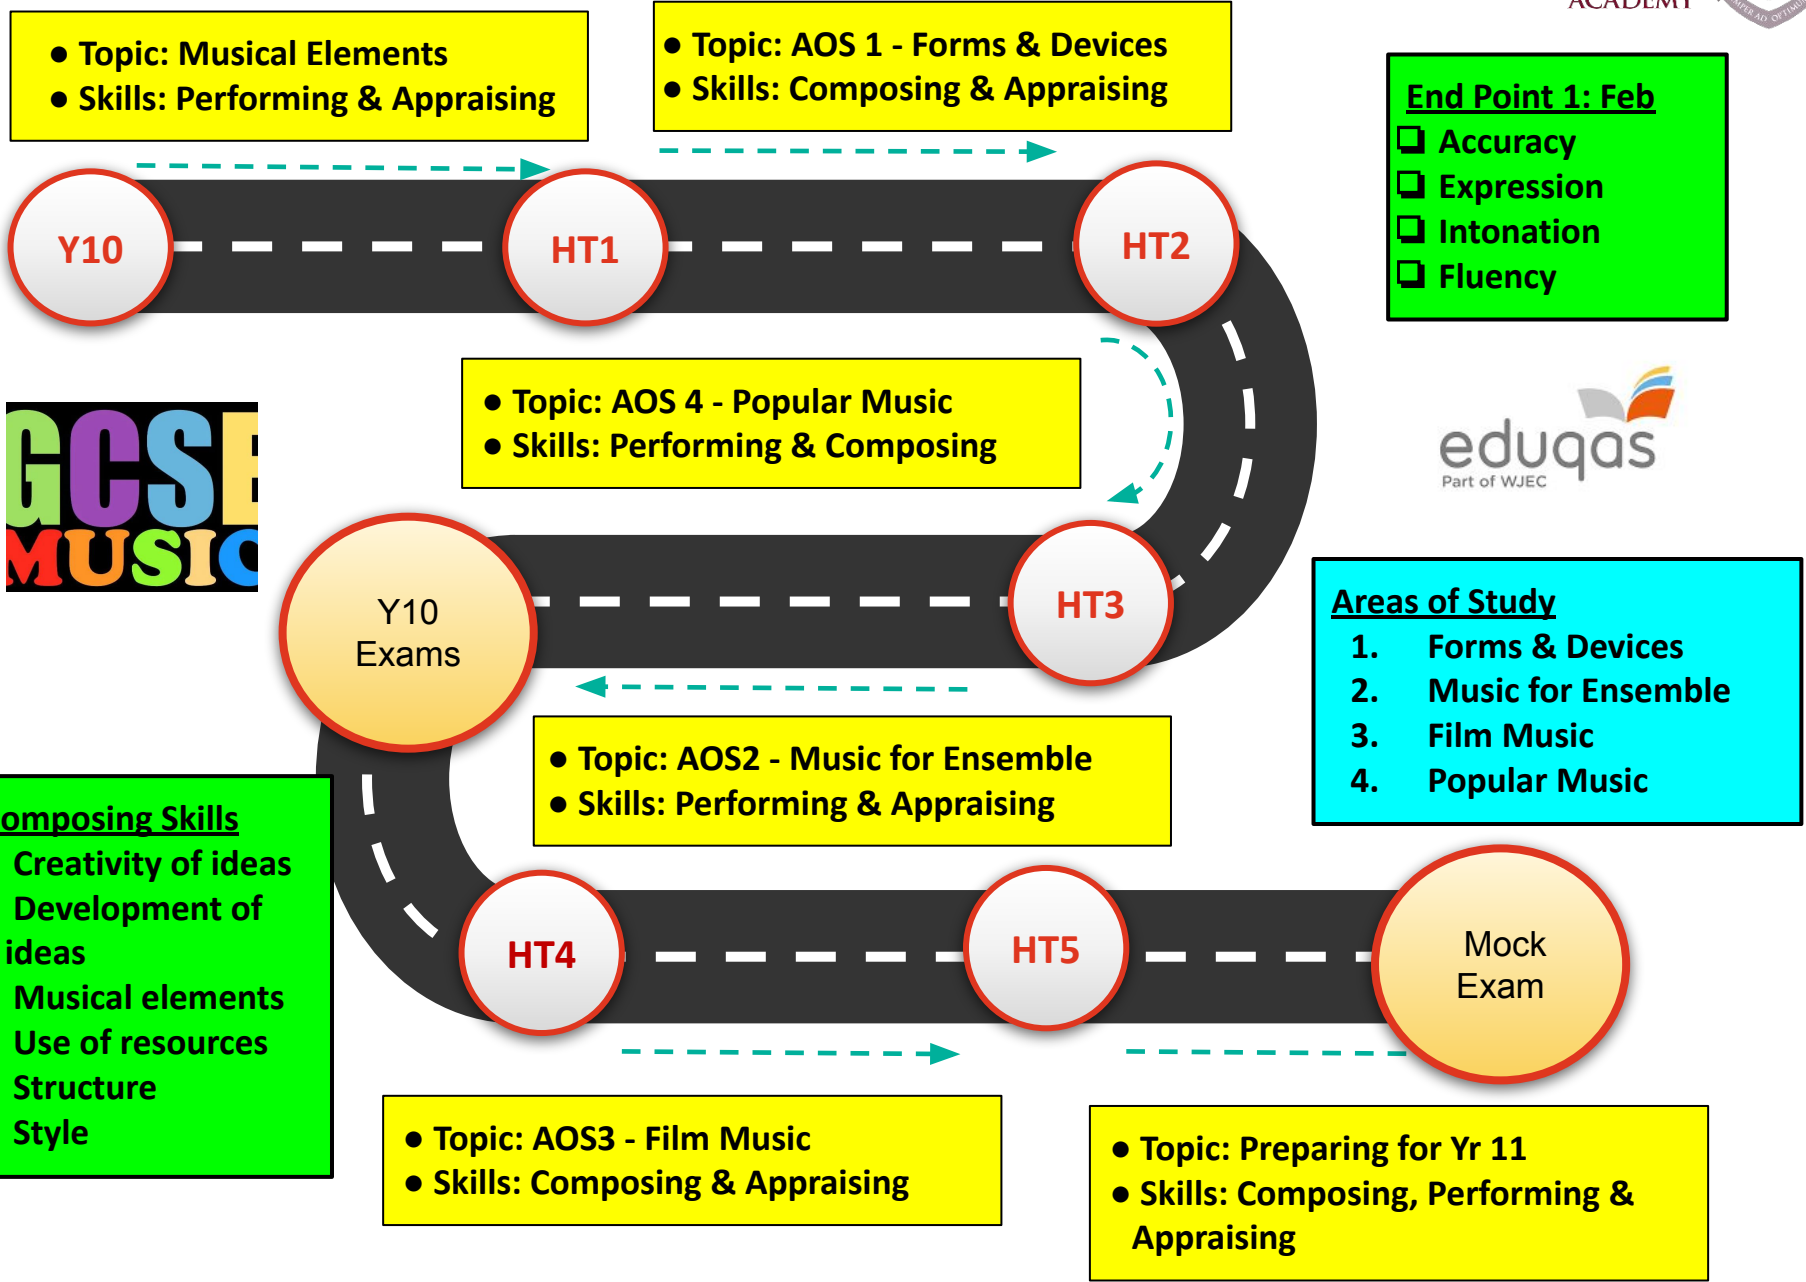 ACADEMY
SEMPER AD OPTIMUM
● Topic: Musical Elements
● Skills: Performing & Appraising
● Topic: AOS 1 - Forms & Devices
● Skills: Composing & Appraising
End Point 1: Feb
❏ Accuracy
❏ Expression
❏ Intonation
❏ Fluency
Y10
HT1
HT2
● Topic: AOS 4 - Popular Music
● Skills: Performing & Composing
GCSE
MUSIC
eduqas
Part of WJEC
Y10
Exams
HT3
Areas of Study
1. Forms & Devices
2. Music for Ensemble
3. Film Music
4. Popular Music
● Topic: AOS2 - Music for Ensemble
● Skills: Performing & Appraising
omposing Skills
Creativity of ideas
Development of
ideas
Musical elements
Use of resources
Structure
Style
HT4
HT5
Mock
Exam
● Topic: AOS3 - Film Music
● Skills: Composing & Appraising
● Topic: Preparing for Yr 11
● Skills: Composing, Performing &
Appraising